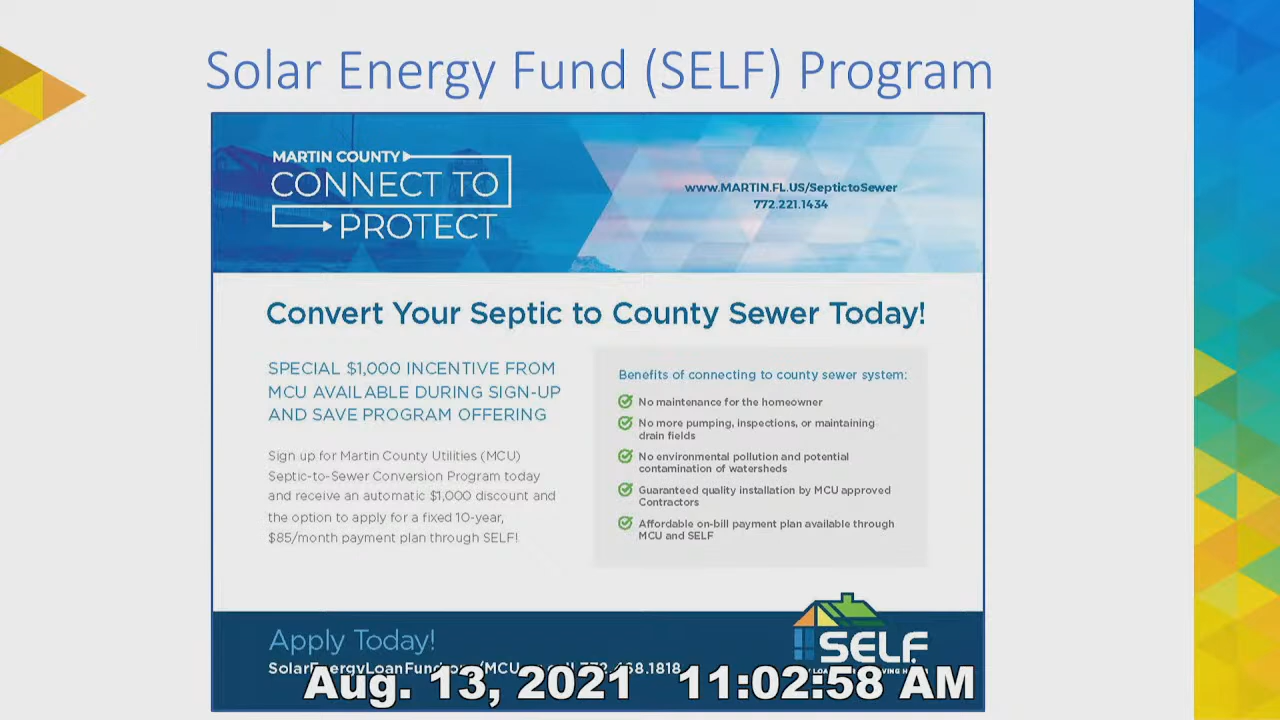 Solar Energy Fund (SELF) Program
MARTIN COUNTY
CONNECT TO
PROTECT
www.MARTIN.FL.US/SeptictoSewer
772.221.1434
Convert Your Septic to County Sewer Today!
SPECIAL $1,000 INCENTIVE FROM
MCU AVAILABLE DURING SIGN-UP
AND SAVE PROGRAM OFFERING
Sign up for Martin County Utilities (MCU)
Septic-to-Sewer Conversion Program today
and receive an automatic $1,000 discount and
the option to apply for a fixed 10-year,
$85/month payment plan through SELF!
Benefits of connecting to county sewer system:
No maintenance for the homeowner
No more pumping, inspections, or maintaining
drain fields
No environmental pollution and potential
contamination of watersheds
Guaranteed quality installation by MCU approved
Contractors
Affordable on-bill payment plan available through
MCU and SELF
Apply Today!
SELF
Aug. 13, 2021 11:02:58 AM